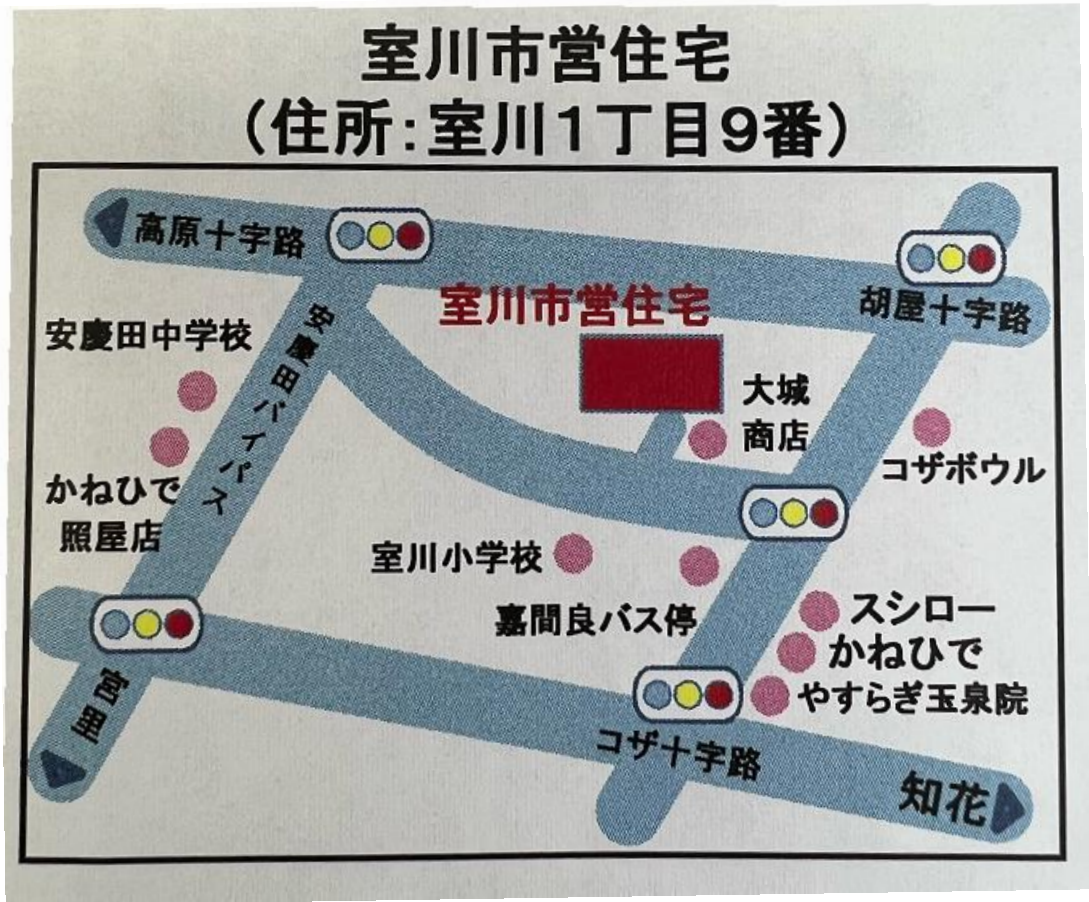 室川市営住宅
(住所:室川1丁目9番)
高原十字路
室川市営住宅
胡屋十字路
安慶田中学校
安慶田バイパス
大城
商店
コザボウル
かねひで
照屋店
室川小学校
嘉間良バス停
スシロー
かねひで
やすらぎ玉泉院
宮里
コザ十字路
知花